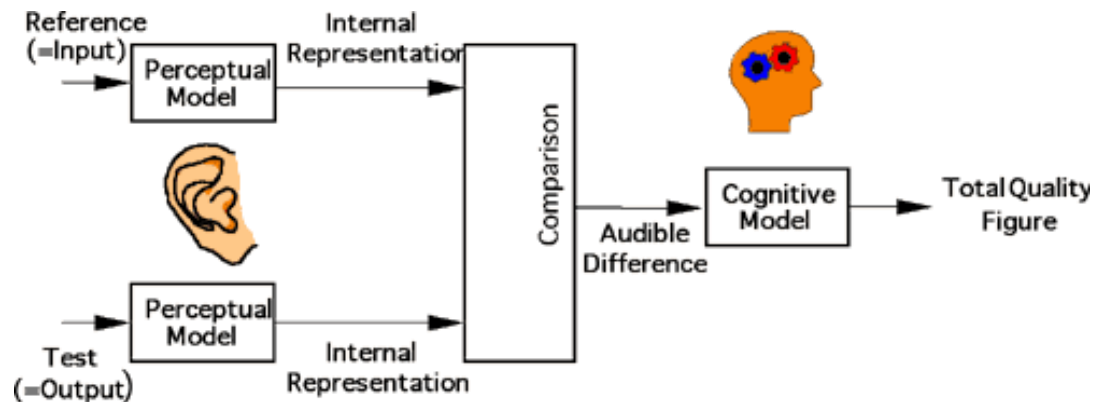 Reference
(=Input)
Internal
Representation
Perceptual
Model
Comparison
Cognitive
Model
Total Quality
Figure
Audible
Difference
Perceptual
Model
Test
(=Output)
Internal
Representation